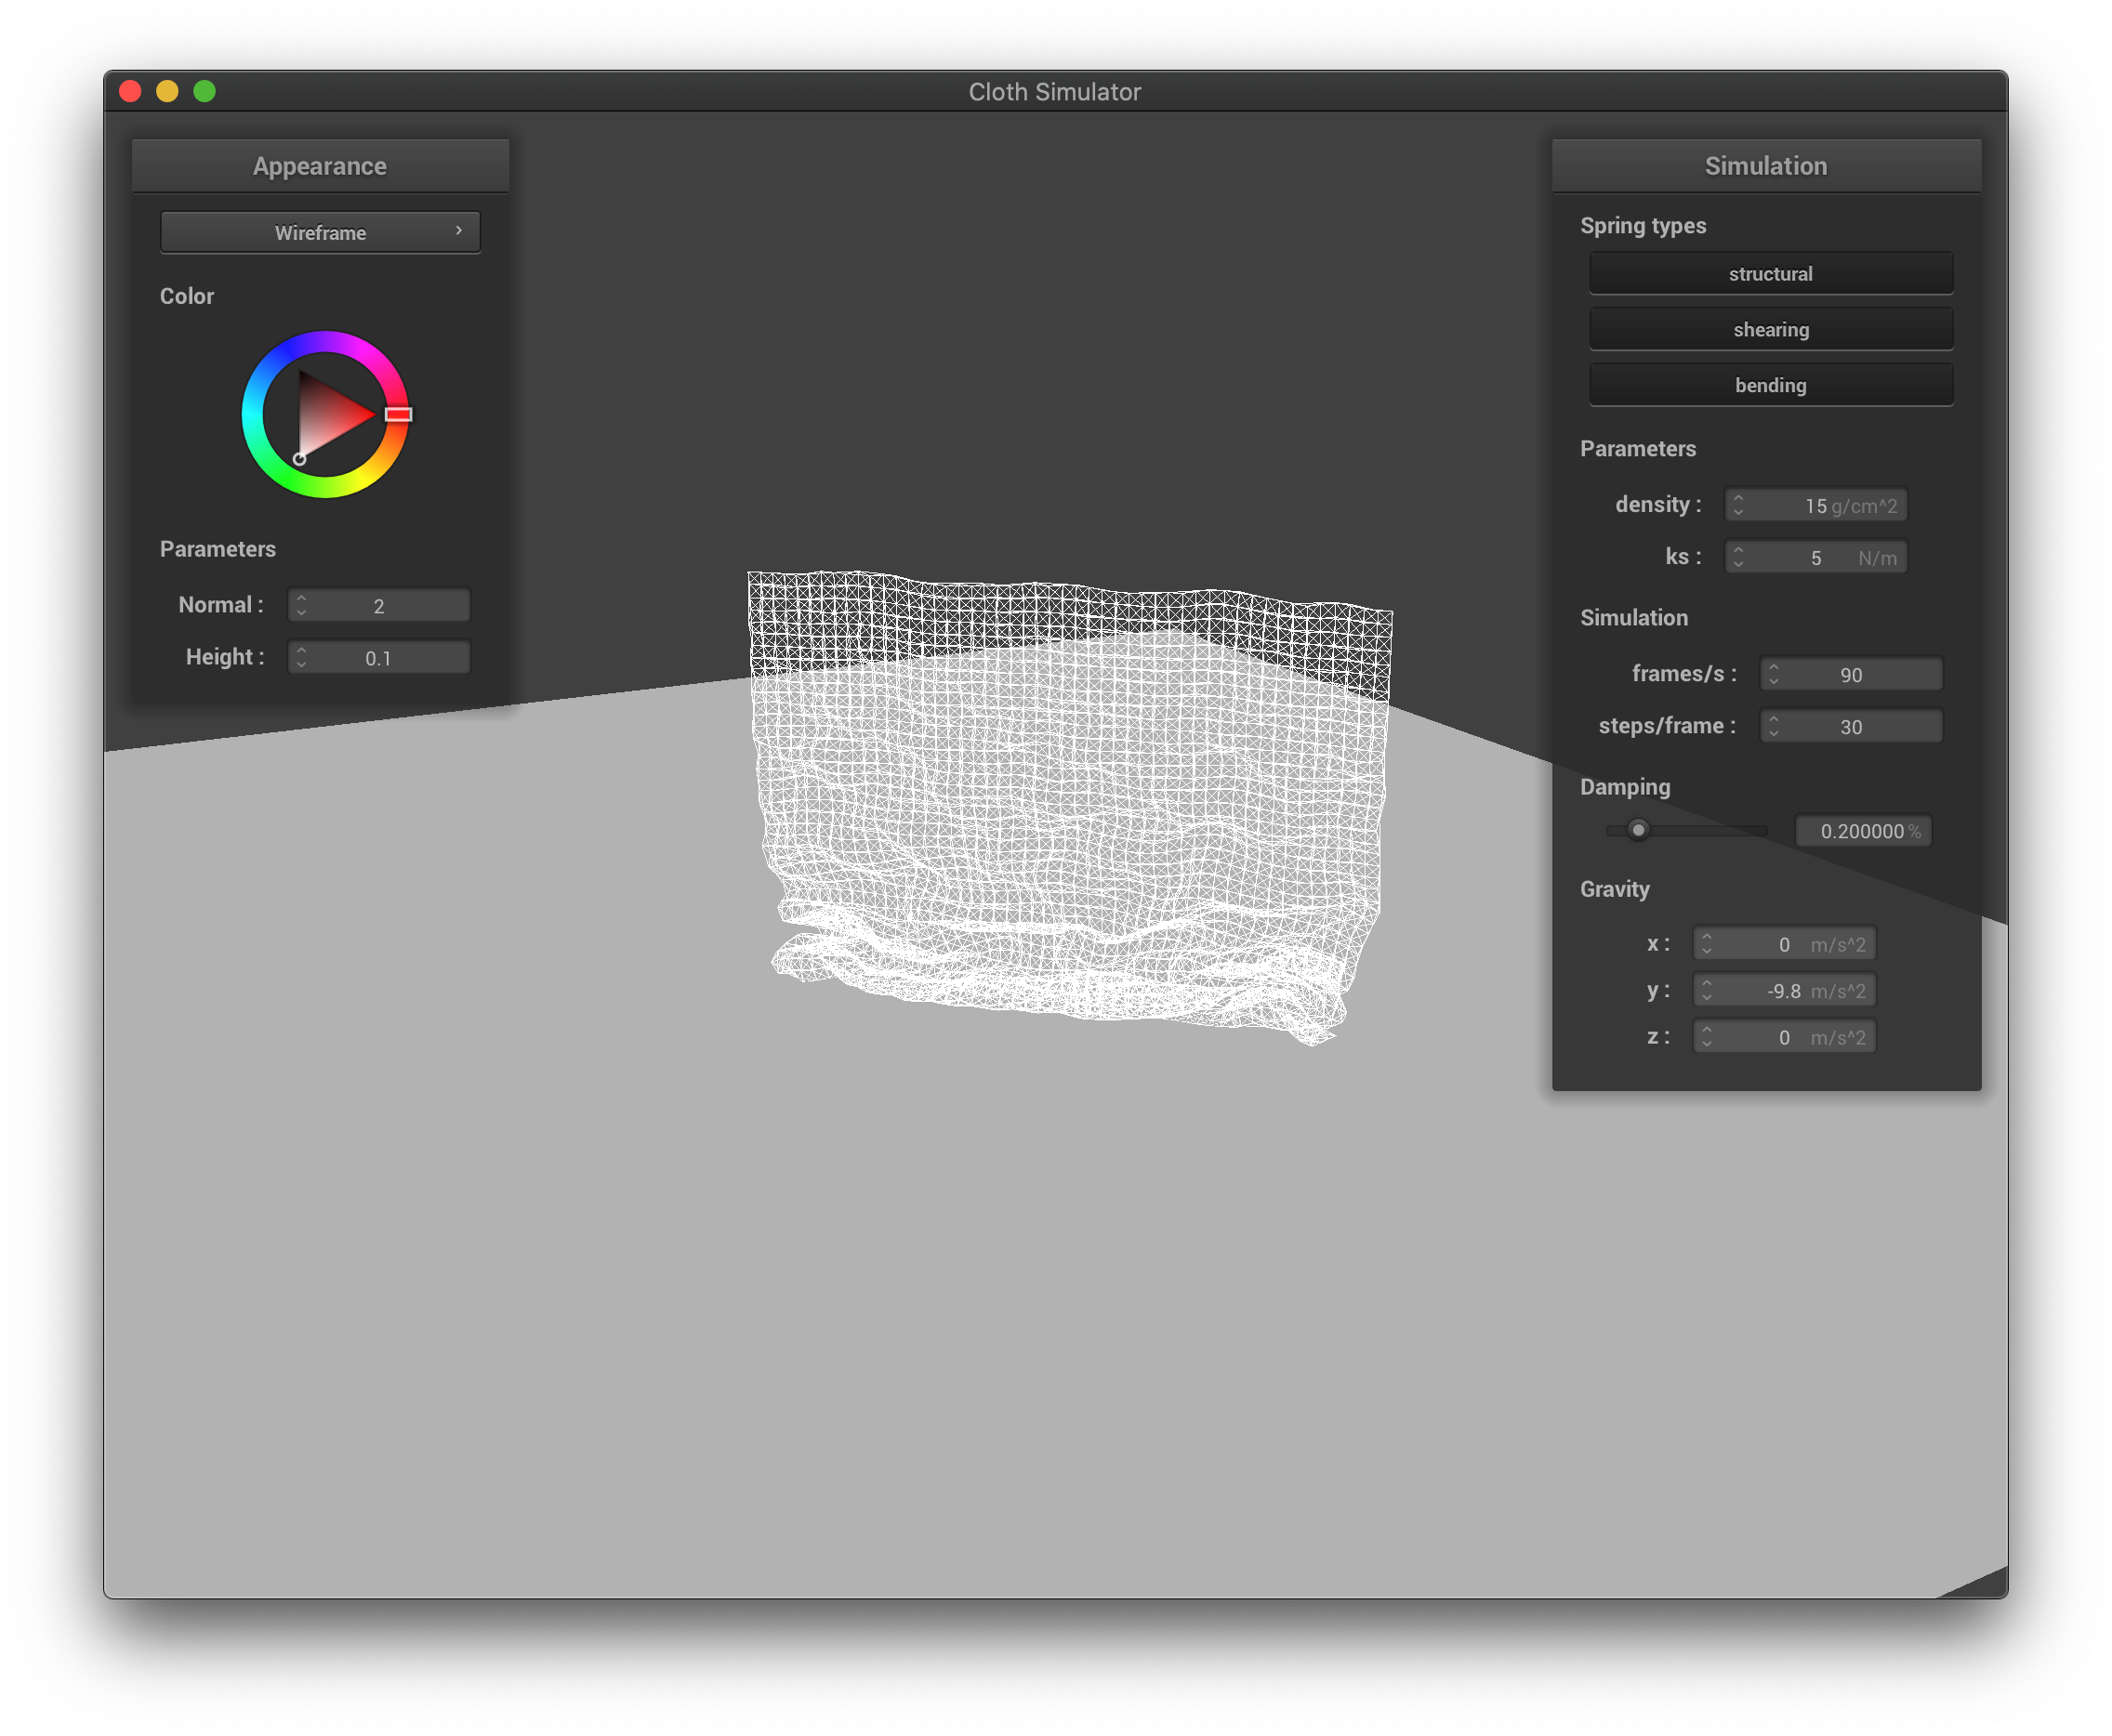 Cloth Simulator
Appearance
Wireframe
Color
Parameters
Normal : 2
Height : 0.1
Simulation
Spring types
structural
shearing
bending
Parameters
density : 15 g/cm^2
ks : 5 N/m
Simulation
frames/s : 90
steps/frame : 30
Damping
0.200000 %
Gravity
x : 0 m/s^2
y : -9.8 m/s^2
z : 0 m/s^2